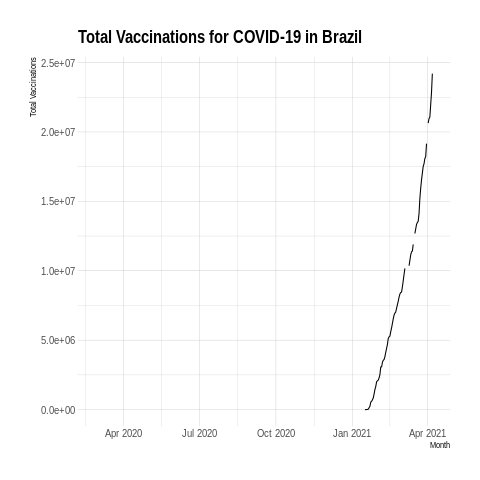 Total Vaccinations for COVID-19 in Brazil
Total Vaccinations
2.5e+07
2.0e+07
1.5e+07
1.0e+07
5.0e+06
0.0e+00
Apr 2020 Jul 2020 Oct 2020 Jan 2021 Apr 2021
Month